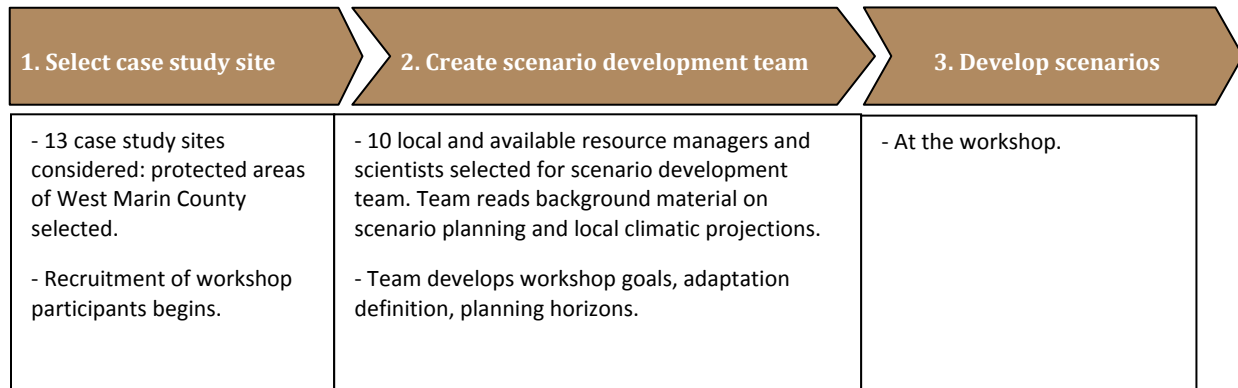 1. Select case study site
2. Create scenario development team
3. Develop scenarios
- 13 case study sites
considered: protected areas
of West Marin County
selected.
- Recruitment of workshop
participants begins.
- 10 local and available resource managers and
scientists selected for scenario development
team. Team reads background material on
scenario planning and local climatic projections.
- Team develops workshop goals, adaptation
definition, planning horizons.
- At the workshop.